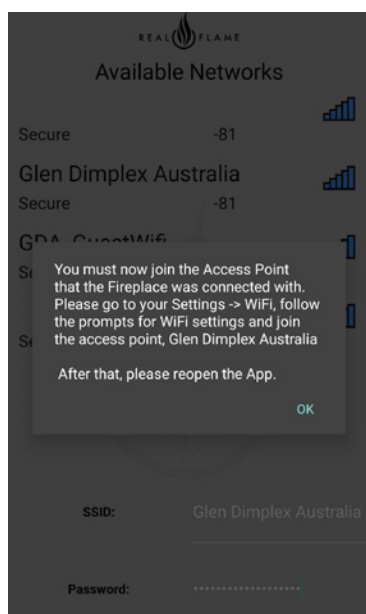 REAL FLAME
Available Networks
Secure -81
Glen Dimplex Australia
Secure -81
You must now join the Access Point
that the Fireplace was connected with.
Please go to your Settings -> WiFi, follow
the prompts for WiFi settings and join
the access point, Glen Dimplex Australia
After that, please reopen the App.
OK
SSID: Glen Dimplex Australia
Password: ···················